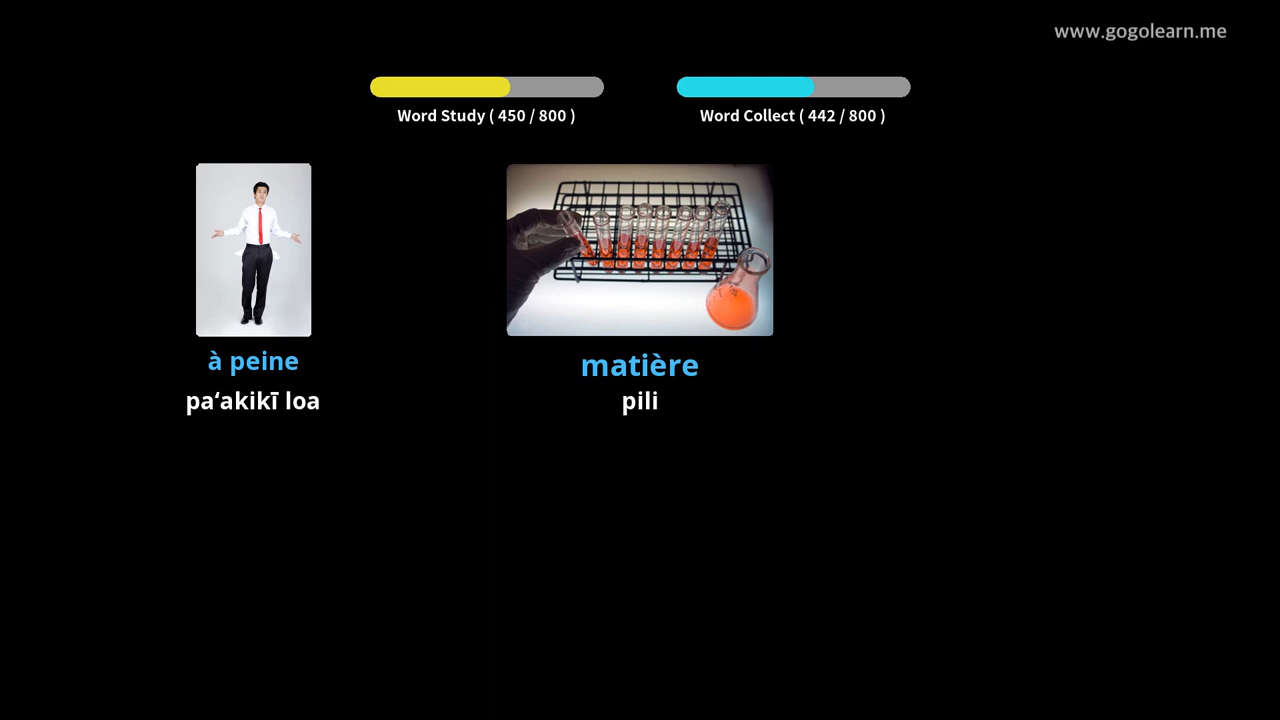 www.gogolearn.me
Word Study ( 450 / 800 )
Word Collect ( 442 / 800 )
à peine
paʻakikī loa
matière
pili